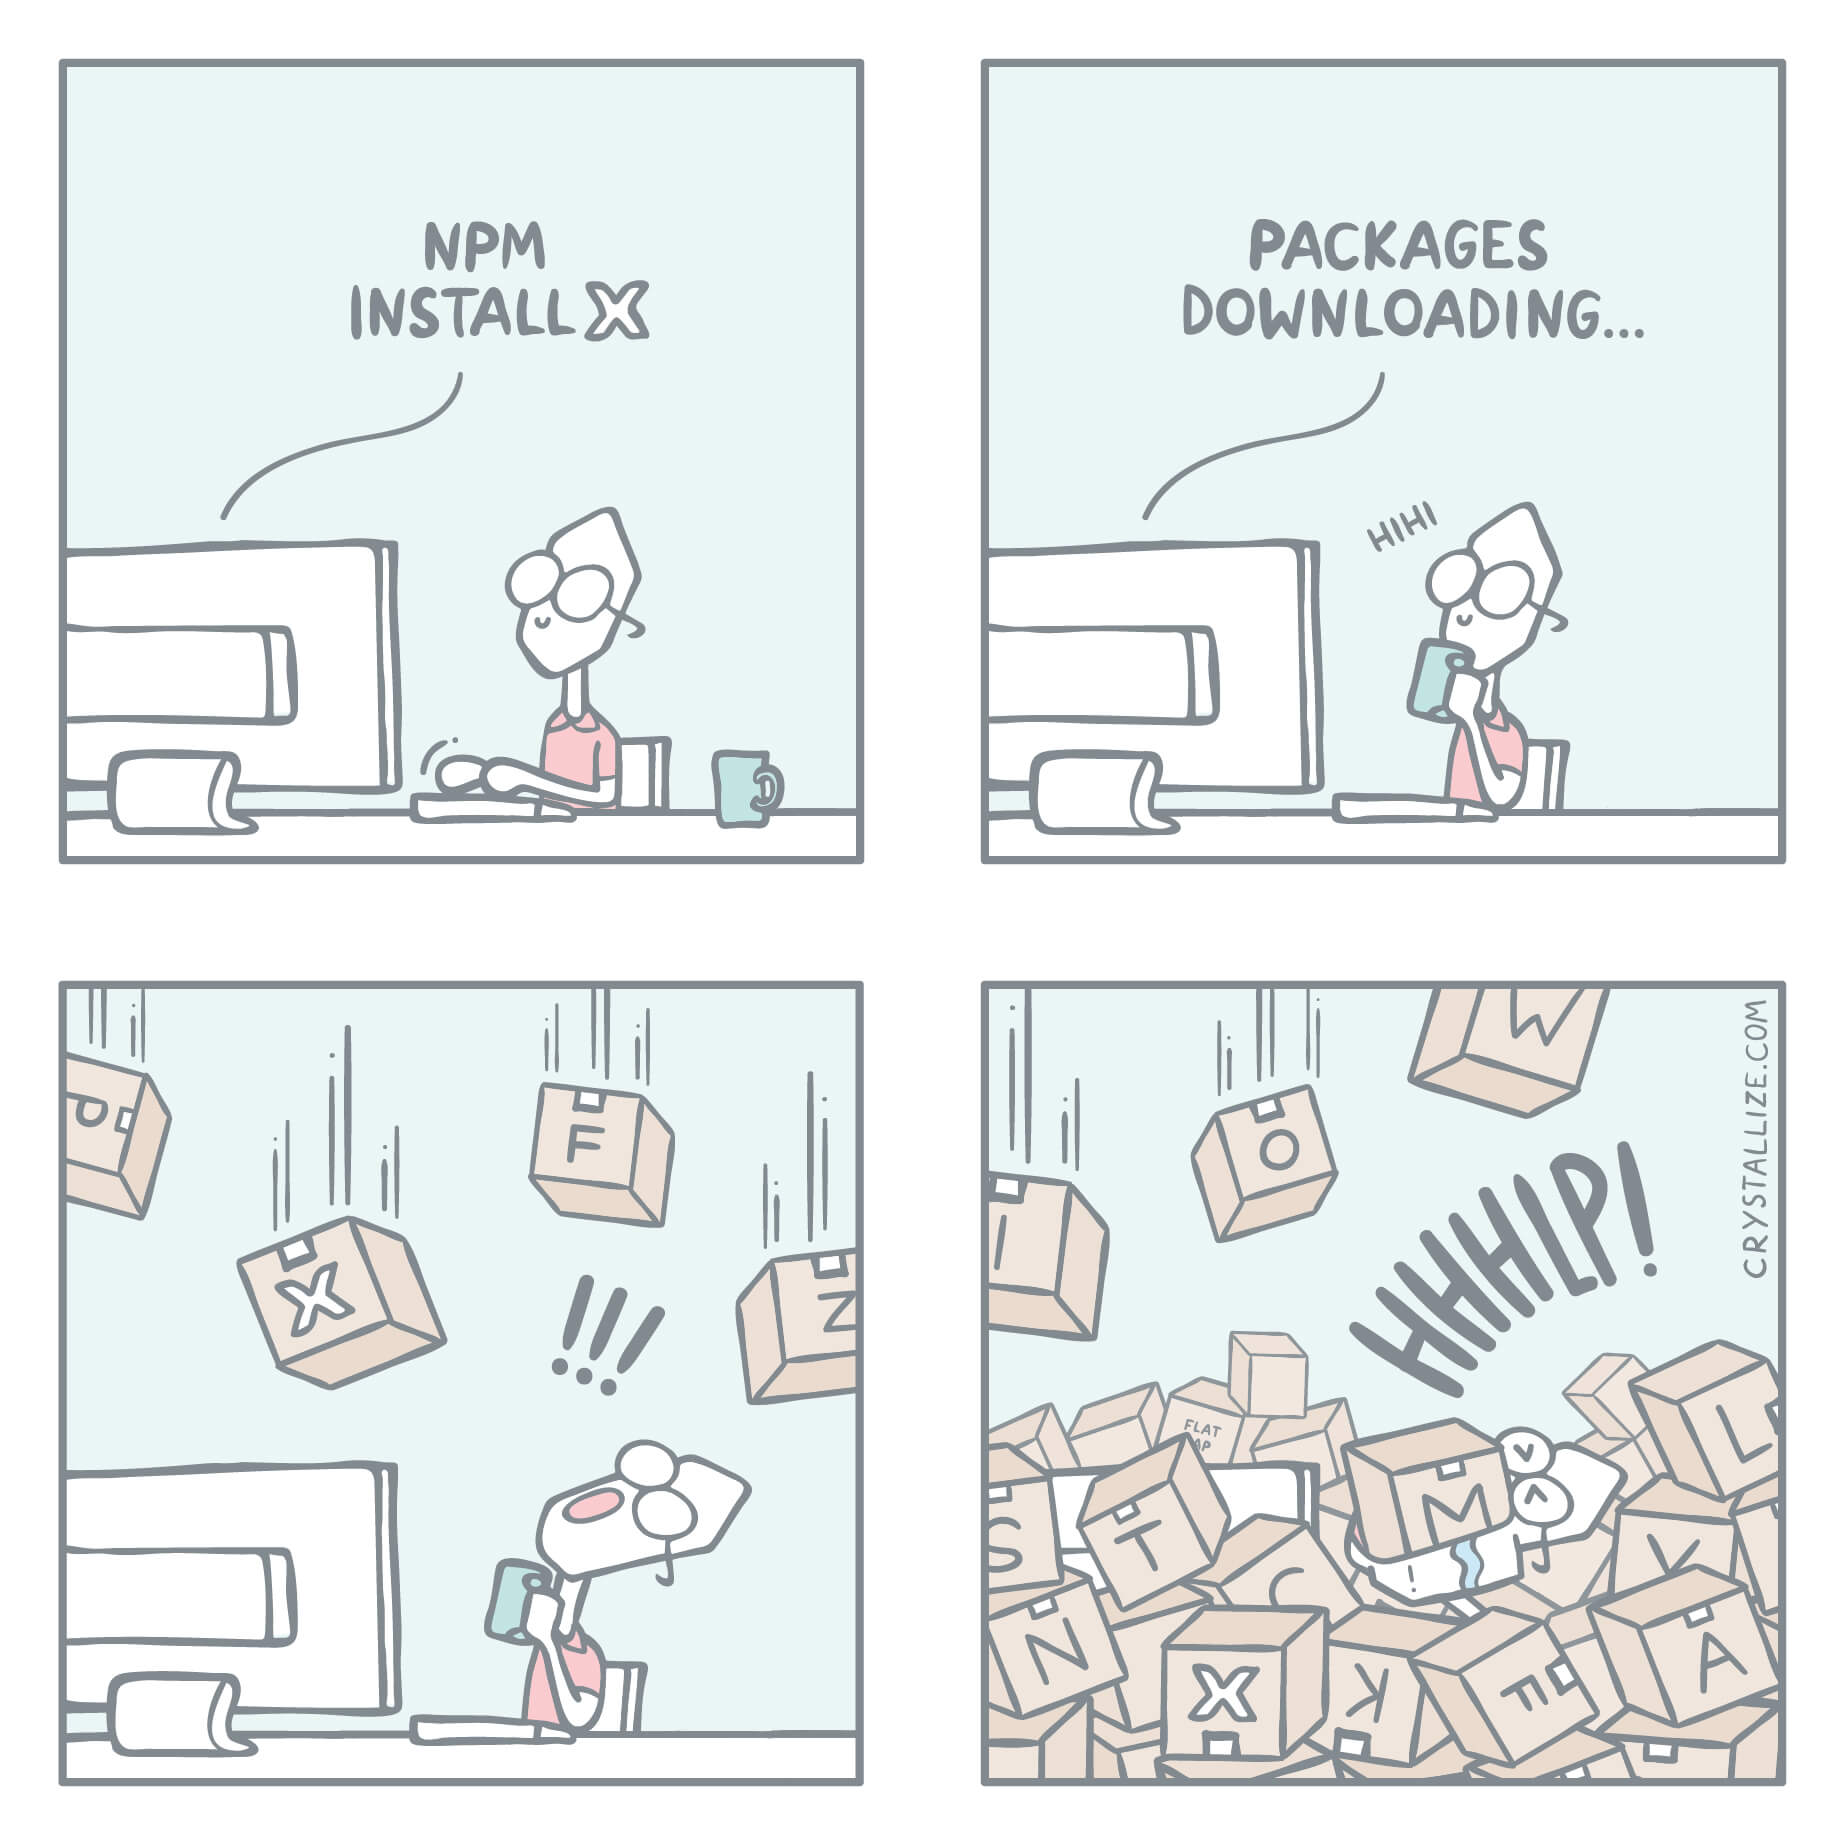 NPM
INSTALL X
PACKAGES
DOWNLOADING...
HIHI
P
F
X
Z
!!!
W
O
I
HHHLP!
CRYSTALLIZE.COM
FLAT
L
M
S
T
C
V
N
X
K
E
A